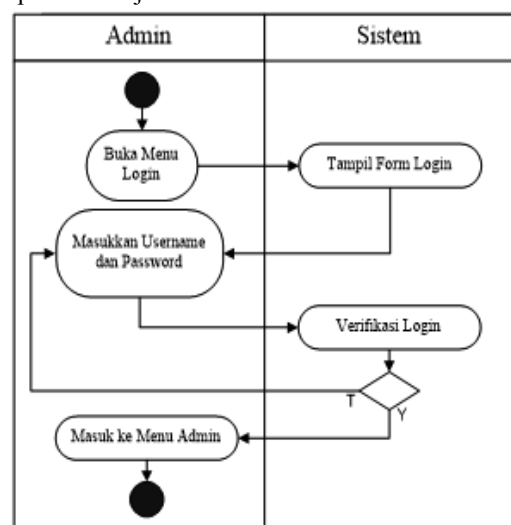 Admin
Sistem
Buka Menu
Login
Tampil Form Login
Masukkan Username
dan Password
Verifikasi Login
T
Y
Masuk ke Menu Admin